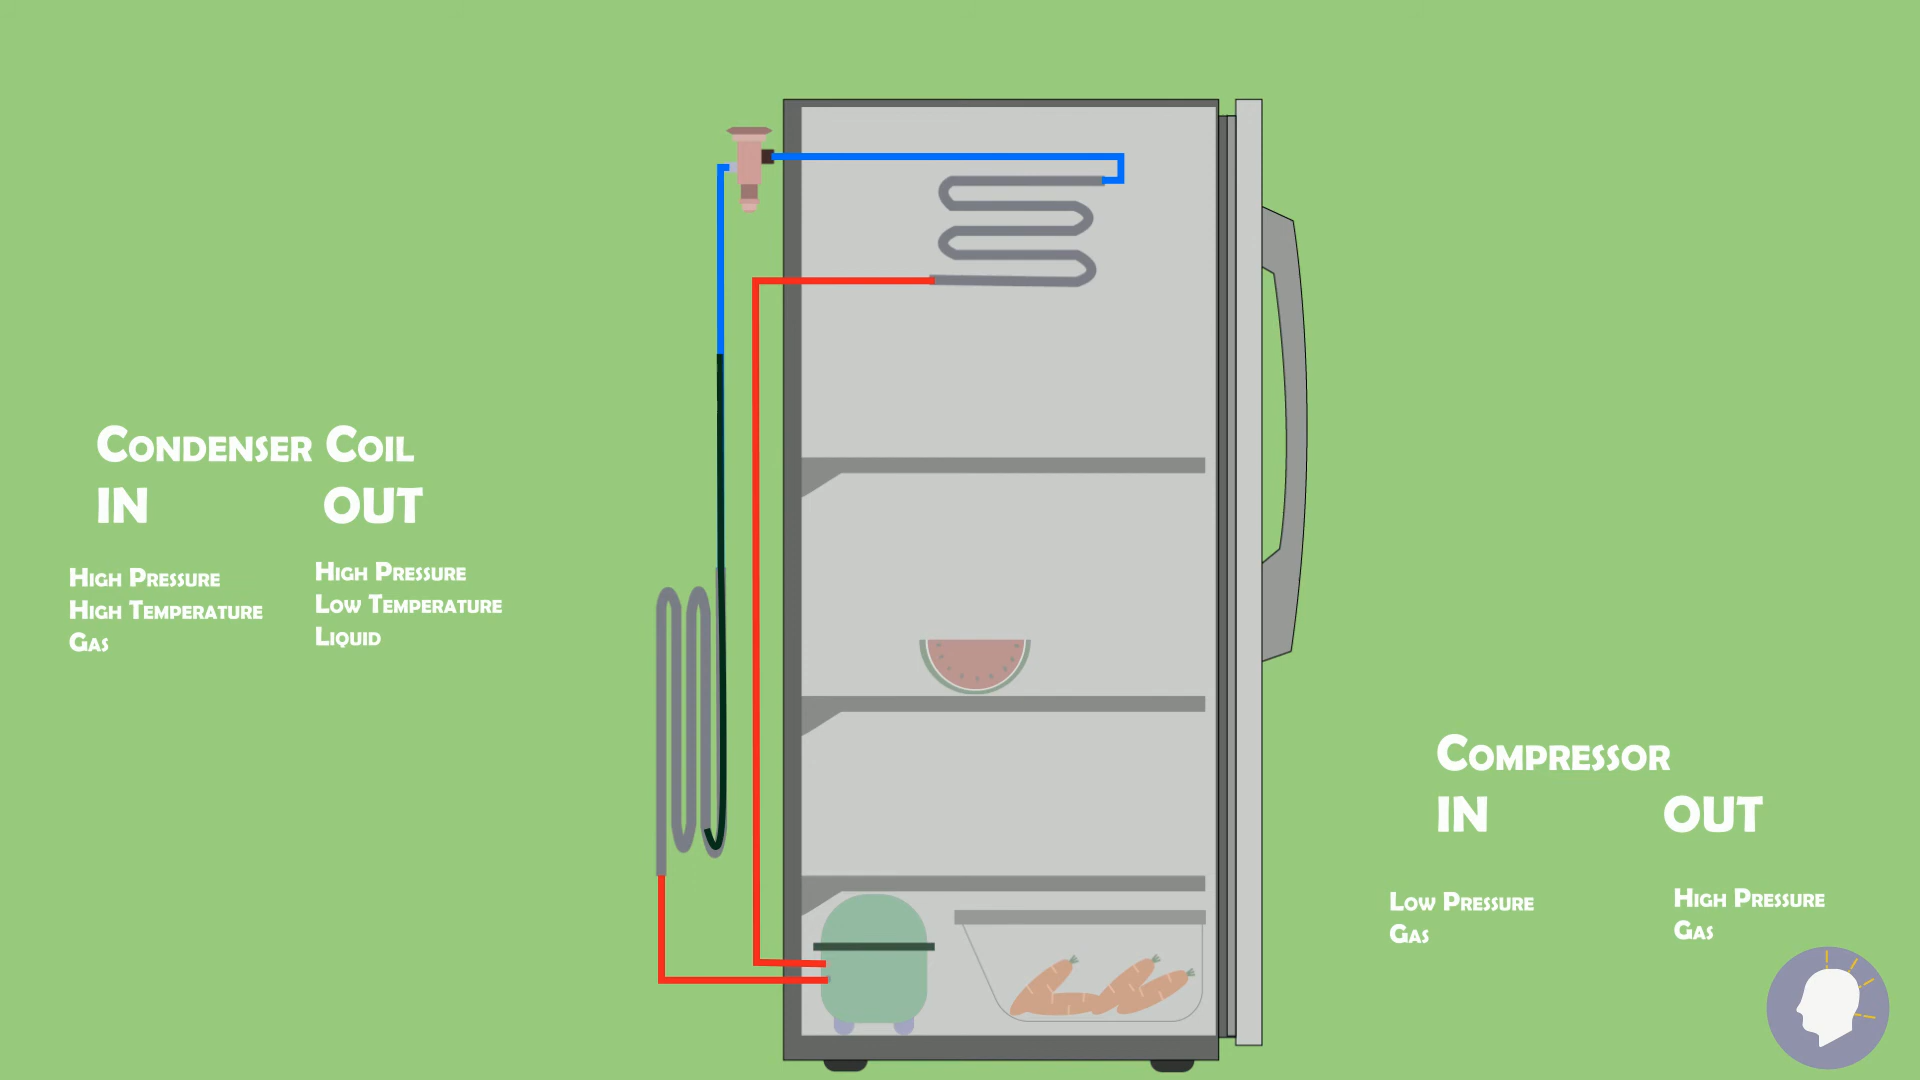 Condenser Coil
IN OUT
High Pressure
High Temperature
Gas
High Pressure
Low Temperature
Liquid
Compressor
IN OUT
Low Pressure
Gas
High Pressure
Gas